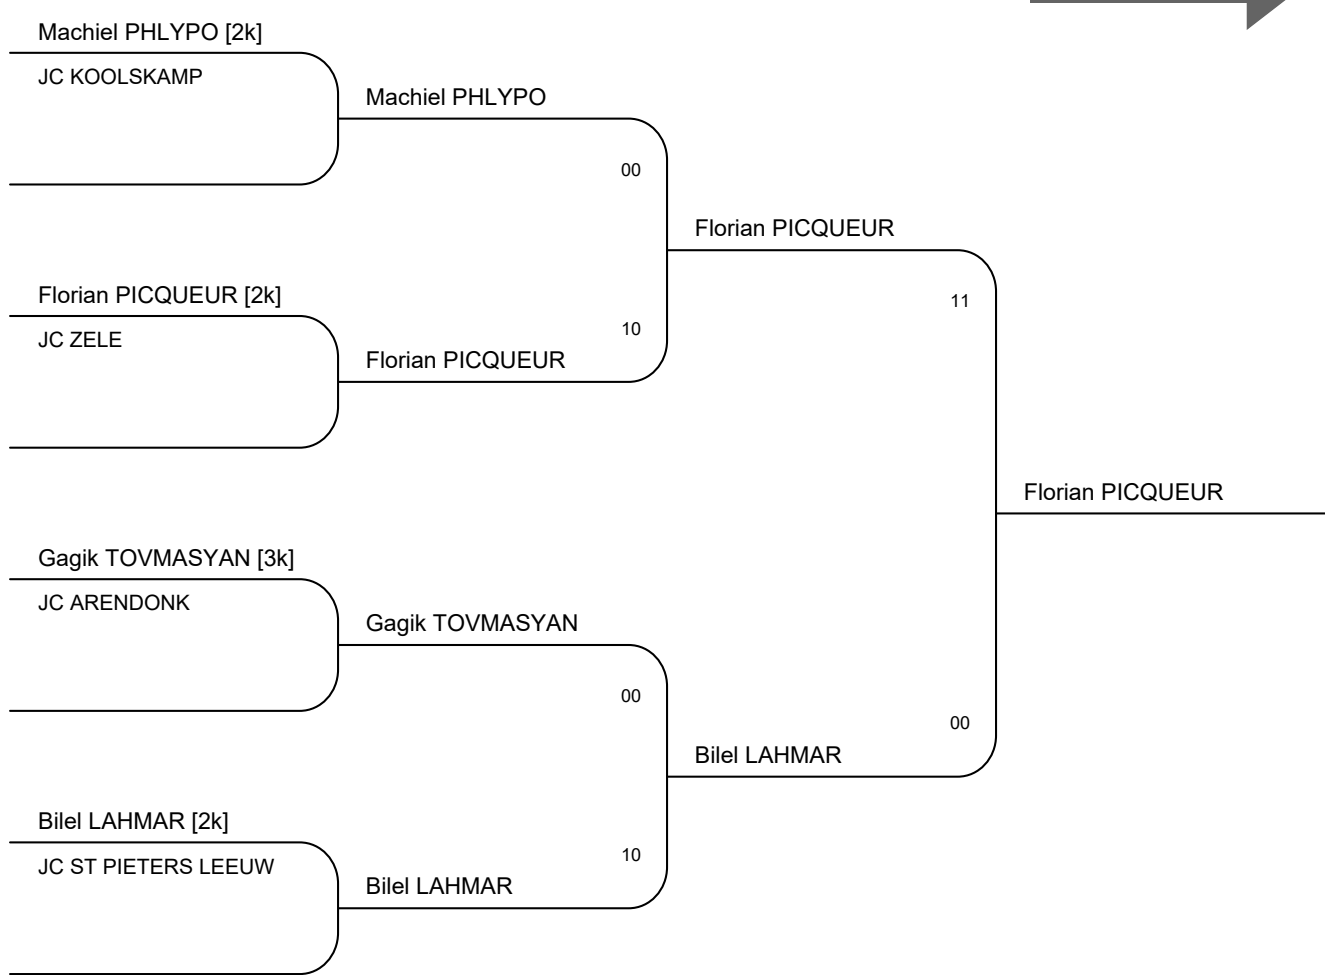 Machiel PHLYPO [2k]
JC KOOLSKAMP
Machiel PHLYPO
00
Florian PICQUEUR
Florian PICQUEUR [2k]
11
10
JC ZELE
Florian PICQUEUR
Florian PICQUEUR
Gagik TOVMASYAN [3k]
JC ARENDONK
Gagik TOVMASYAN
00
00
Bilel LAHMAR
Bilel LAHMAR [2k]
10
JC ST PIETERS LEEUW
Bilel LAHMAR